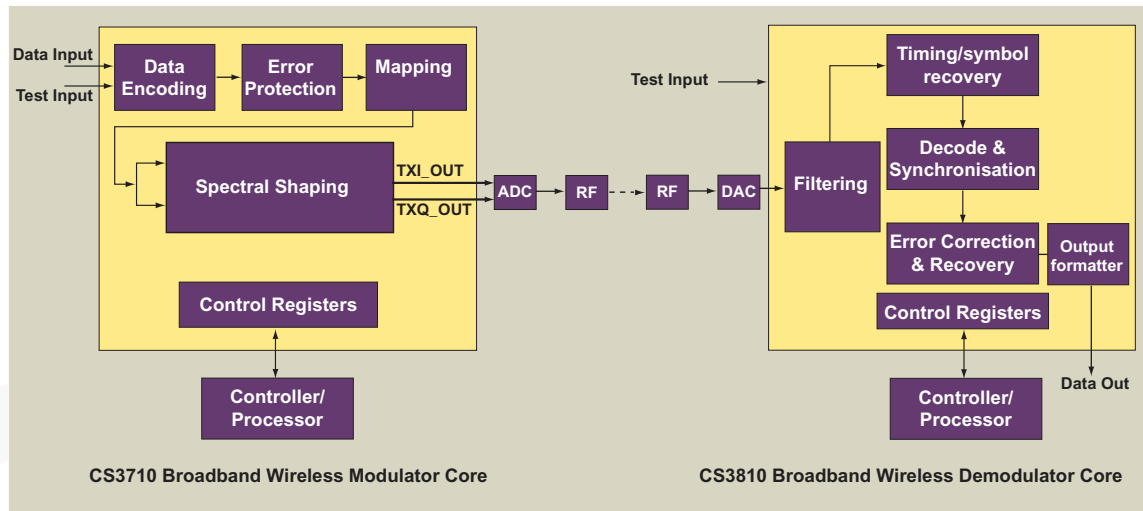 Data Input
Test Input
Data
Encoding
Error
Protection
Mapping
Spectral Shaping
TXI_OUT
TXQ_OUT
ADC
RF
RF
DAC
Control Registers
Controller/
Processor
CS3710 Broadband Wireless Modulator Core
Test Input
Timing/symbol
recovery
Filtering
Decode &
Synchronisation
Error Correction
& Recovery
Output
formatter
Control Registers
Controller/
Processor
Data Out
CS3810 Broadband Wireless Demodulator Core